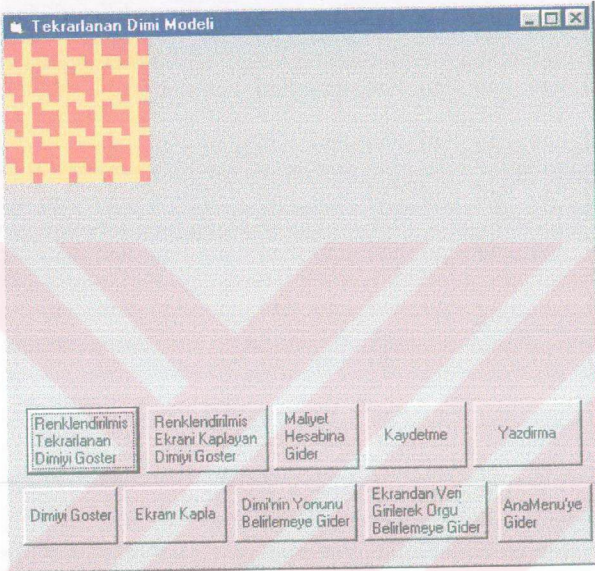 Tekrarlanan Dimi Modeli
Renklendirilmis
Tekrarlanan
Dimiyi Goster
Renklendirilmis
Ekrani Kaplayan
Dimiyi Goster
Maliyet
Hesabina
Gider
Kaydetme
Yazdirma
Dimiyi Goster
Ekrani Kapla
Dimi'nin Yonunu
Belirlemeye Gider
Ekrandan Veri
Girilerek Orgu
Belirlemeye Gider
AnaMenu'ye
Gider